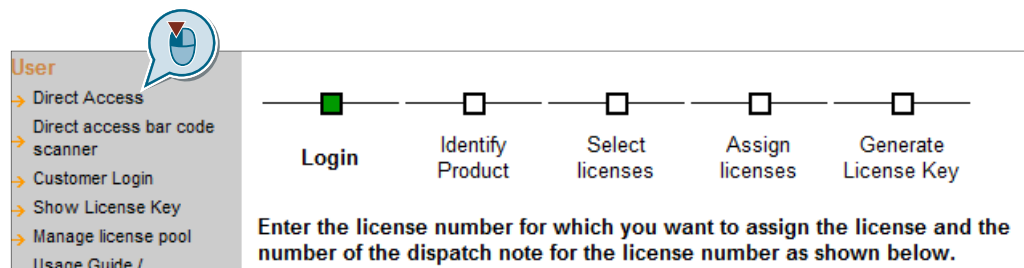 User
Direct Access
Direct access bar code
scanner
Customer Login
Show License Key
Manage license pool
Usage Guide /
Login
Identify
Product
Select
licenses
Assign
licenses
Generate
License Key
Enter the license number for which you want to assign the license and the
number of the dispatch note for the license number as shown below.